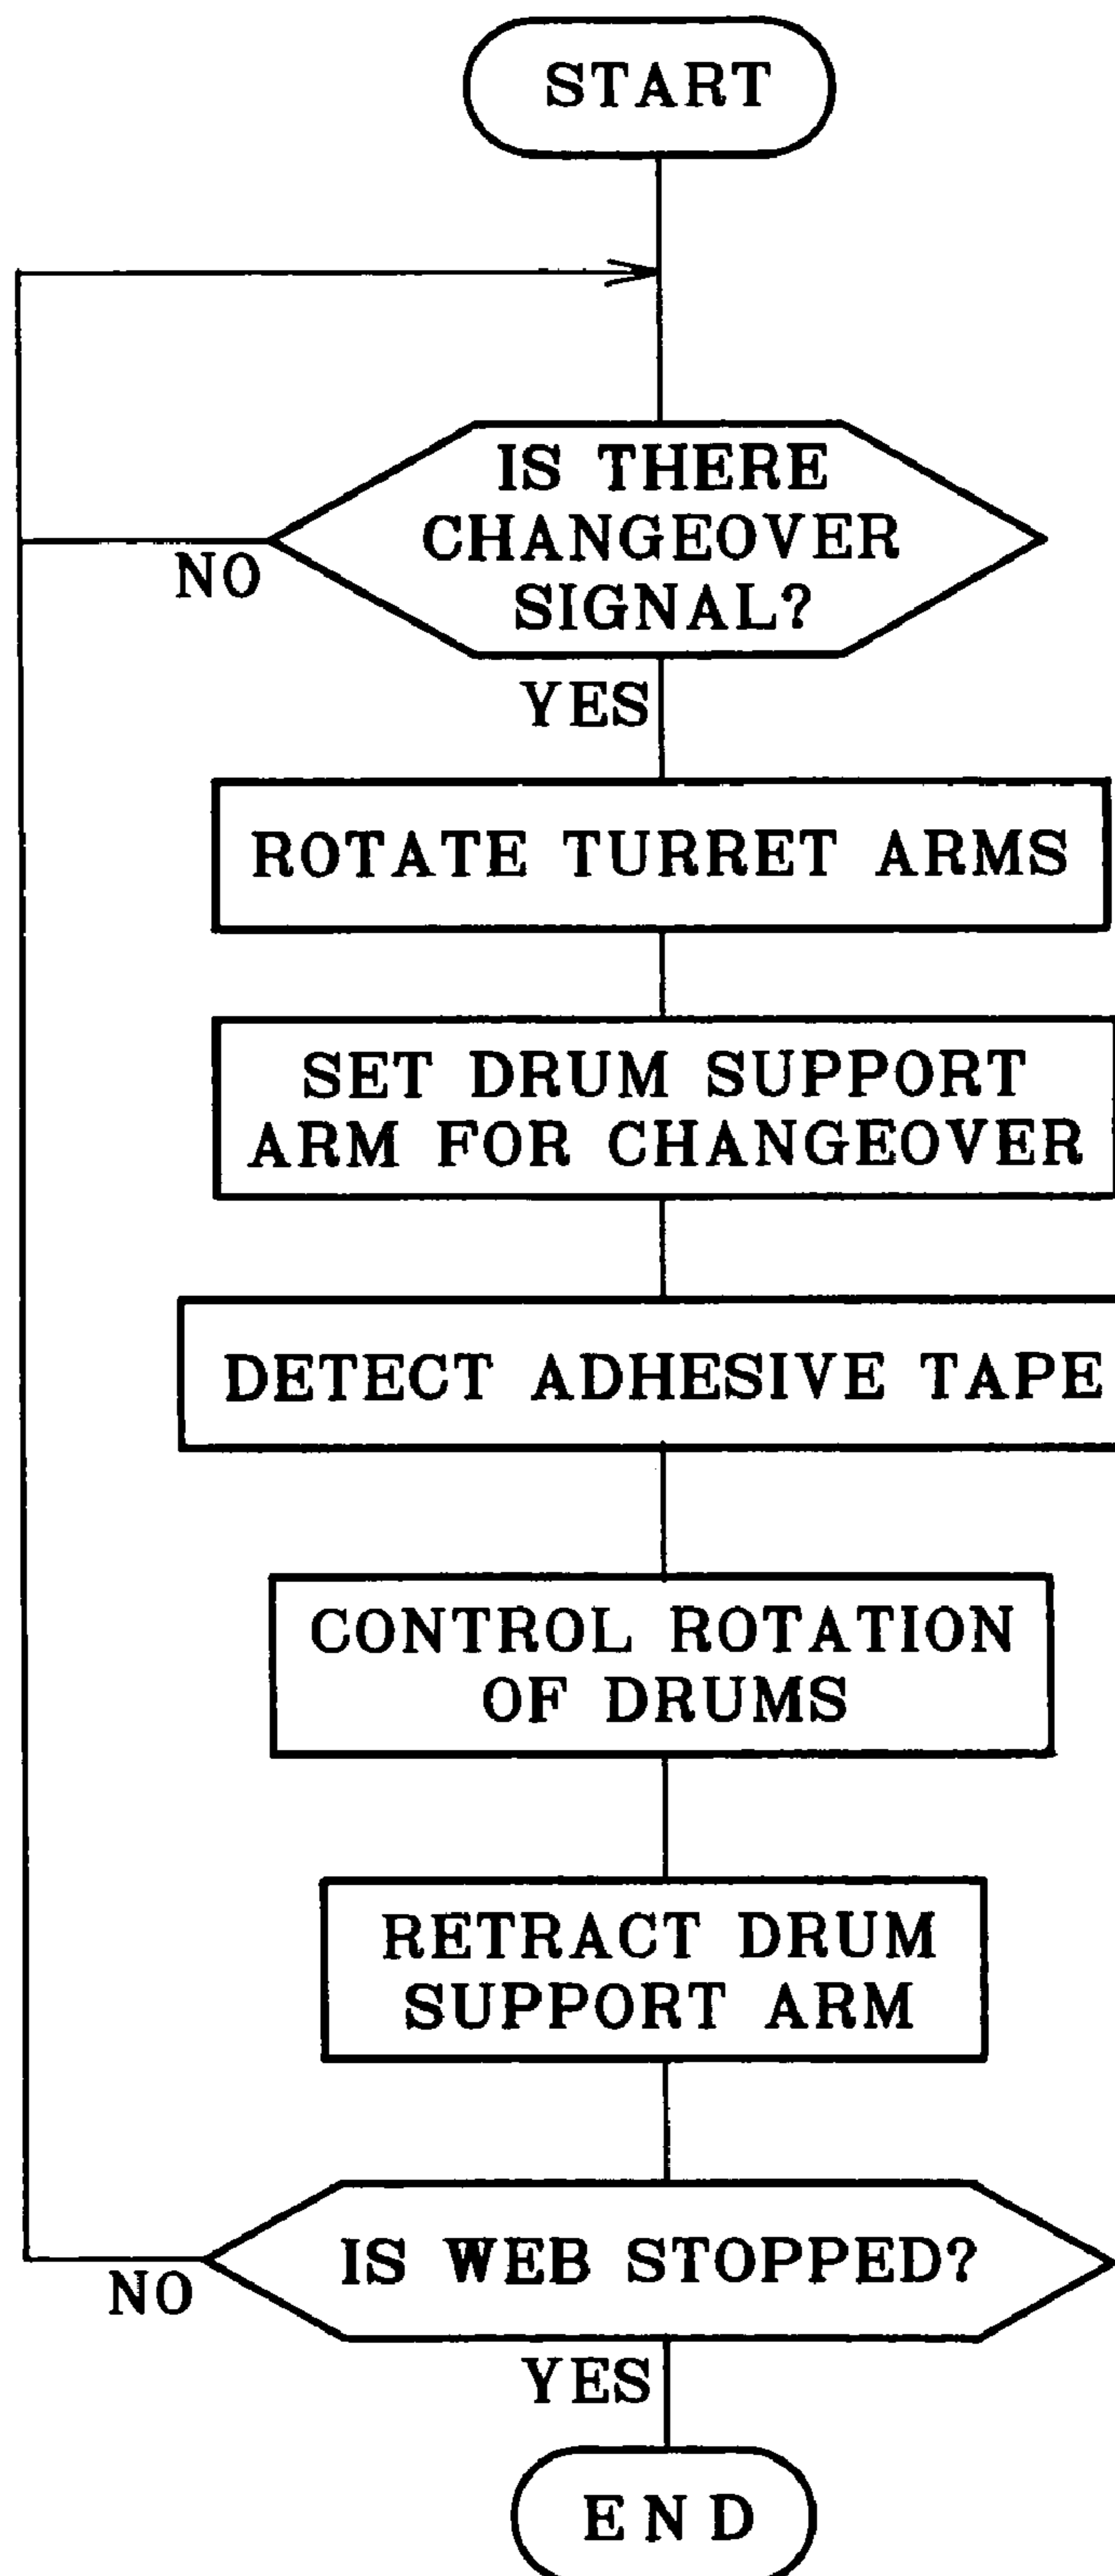 START
IS THERE
CHANGEOVER
SIGNAL?
NO
YES
ROTATE TURRET ARMS
SET DRUM SUPPORT
ARM FOR CHANGEOVER
DETECT ADHESIVE TAPE
CONTROL ROTATION
OF DRUMS
RETRACT DRUM
SUPPORT ARM
IS WEB STOPPED?
NO
YES
END